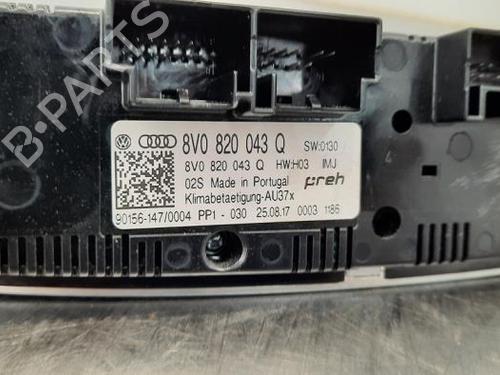 B-PARTS
8V0 820 043 Q SW:0130
8V0 820 043 Q HW:H03 IMJ
02S Made in Portugal preh
Klimabetaetigung-AU37x
90156-147/0004 PP1 - 030 25.08.17 0003 1186